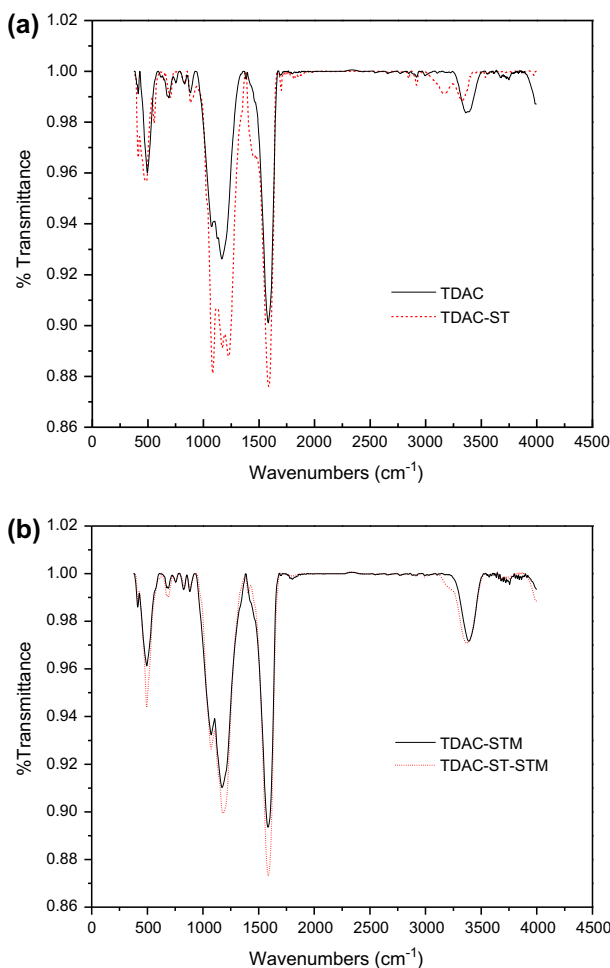 (a)
1.02
1.00
0.98
0.96
0.94
0.92
0.90
0.88
0.86
% Transmittance
TDAC
TDAC-ST
0 500 1000 1500 2000 2500 3000 3500 4000 4500
Wavenumbers (cm⁻¹)
(b)
1.02
1.00
0.98
0.96
0.94
0.92
0.90
0.88
0.86
%Transmittance
TDAC-STM
TDAC-ST-STM
0 500 1000 1500 2000 2500 3000 3500 4000 4500
Wavenumbers (cm⁻¹)